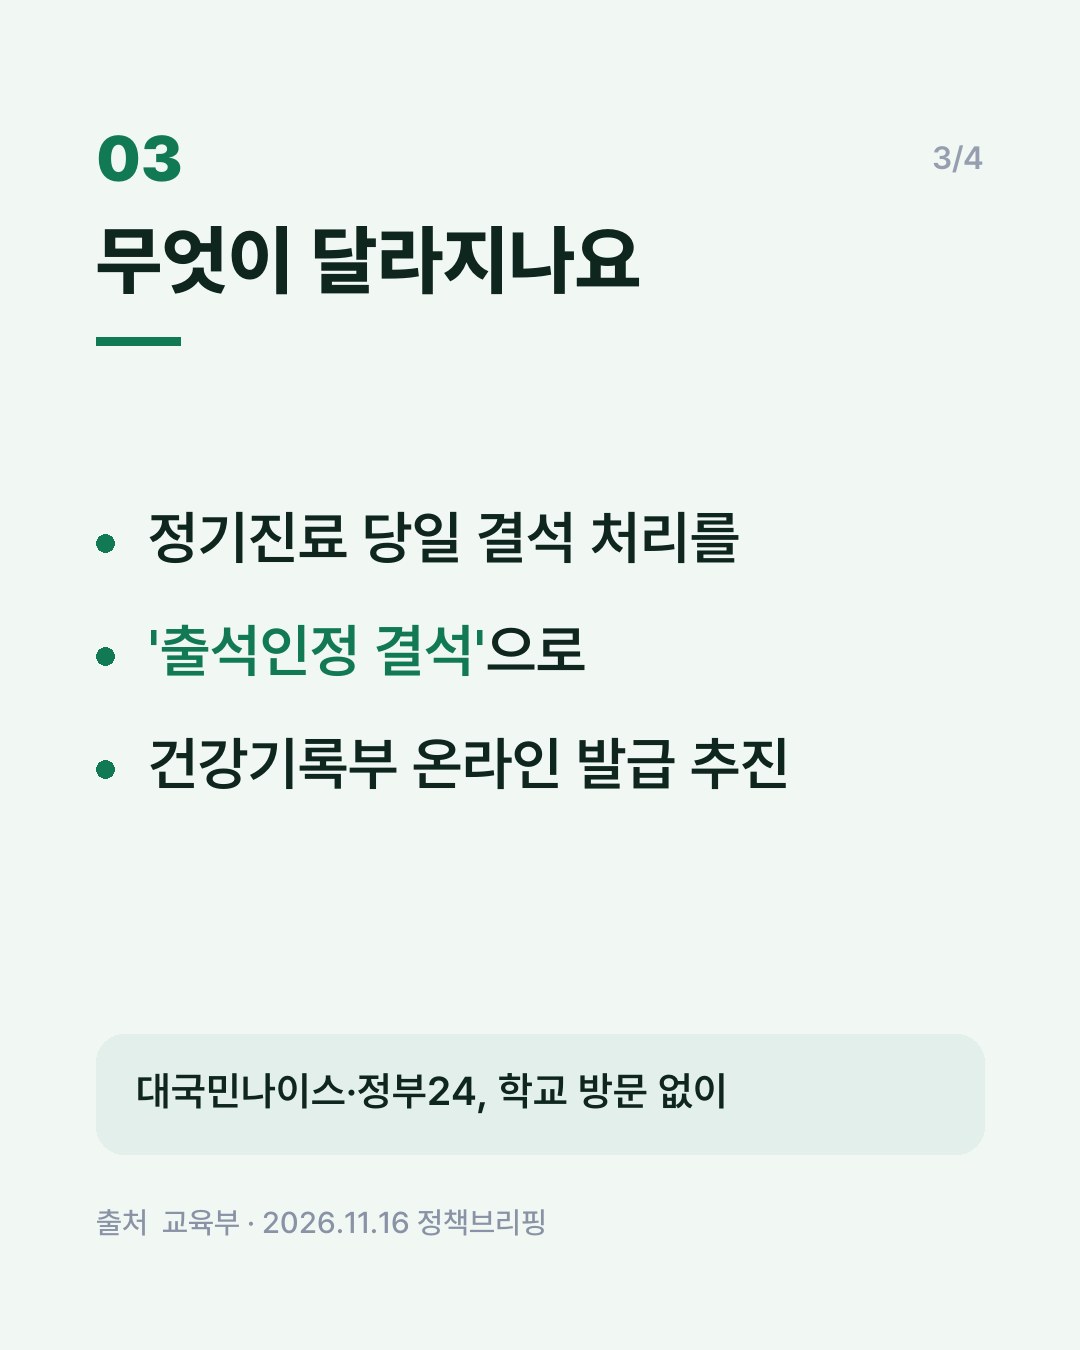 03
3/4
무엇이 달라지나요
정기진료 당일 결석 처리를
'출석인정 결석'으로
건강기록부 온라인 발급 추진
대국민나이스·정부24, 학교 방문 없이
출처 교육부 · 2026.11.16 정책브리핑